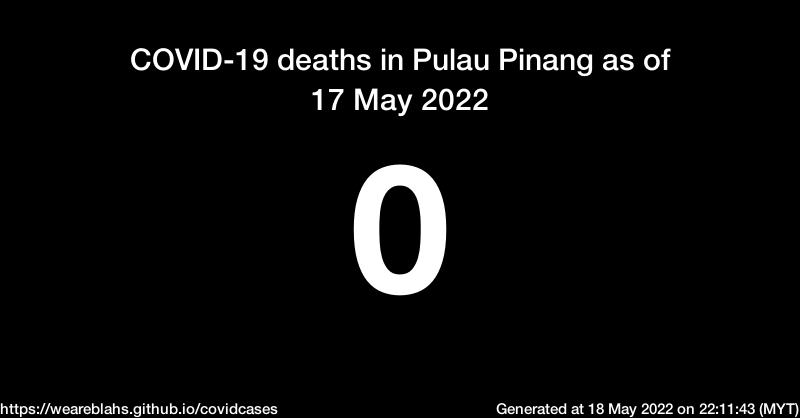 COVID-19 deaths in Pulau Pinang as of
17 May 2022
0
https://weareblahs.github.io/covidcases
Generated at 18 May 2022 on 22:11:43 (MYT)